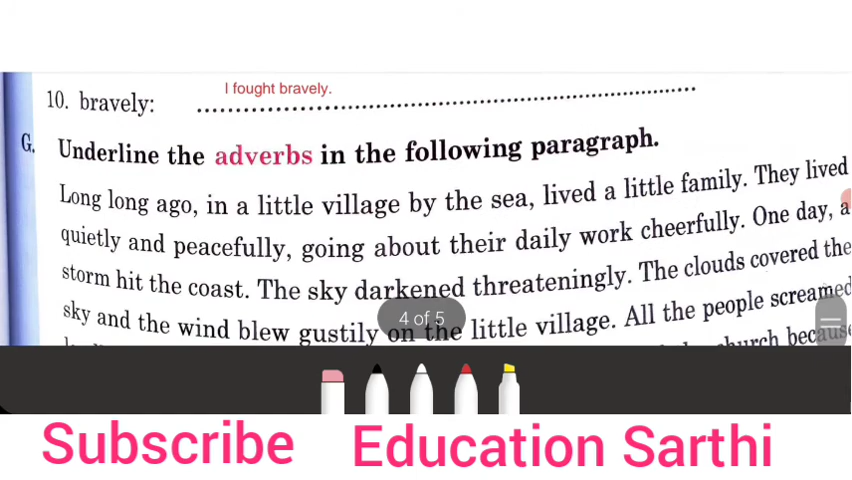 I fought bravely.
10. bravely: ........................................................................
G. Underline the adverbs in the following paragraph.
Long long ago, in a little village by the sea, lived a little family. They lived
quietly and peacefully, going about their daily work cheerfully. One day, a
storm hit the coast. The sky darkened threateningly. The clouds covered the
sky and the wind blew gustily on the little village. All the people screamed
church because
4 of 5
Subscribe Education Sarthi